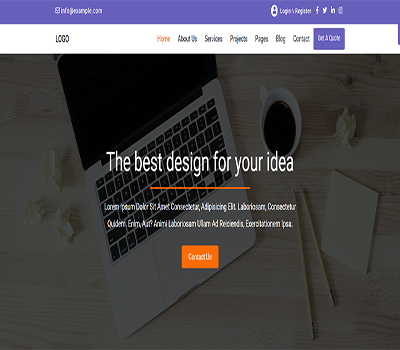 info@example.com
Login \ Register
LOGO
Home About Us Services Projects Pages Blog Contact Get A Quote
The best design for your idea
Lorem Ipsum Dolor Sit Amet Consectetur, Adipisicing Elit. Laboriosam, Consectetur
Quidem. Enim, Aut? Animi Laboriosam Ullam Ad Reiciendis, Exercitationem Ipsa.
Contact Us